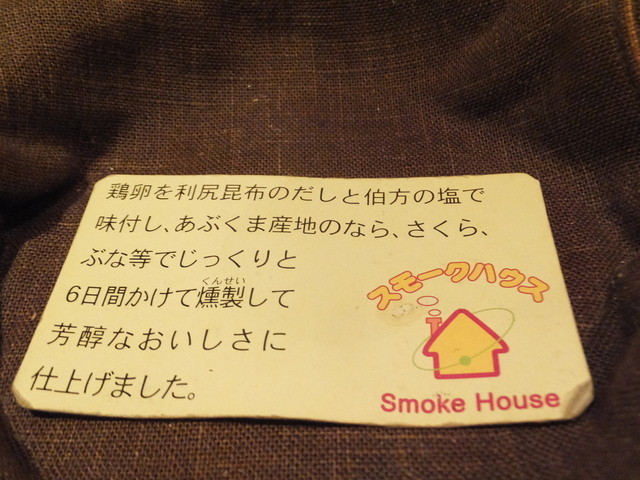 鶏卵を利尻昆布のだしと伯方の塩で
味付し、あぶくま産地のなら、さくら、
ぶな等でじっくりと
くんせい
6日間かけて燻製して
芳醇なおいしさに
仕上げました。
スモークハウス
Smoke House